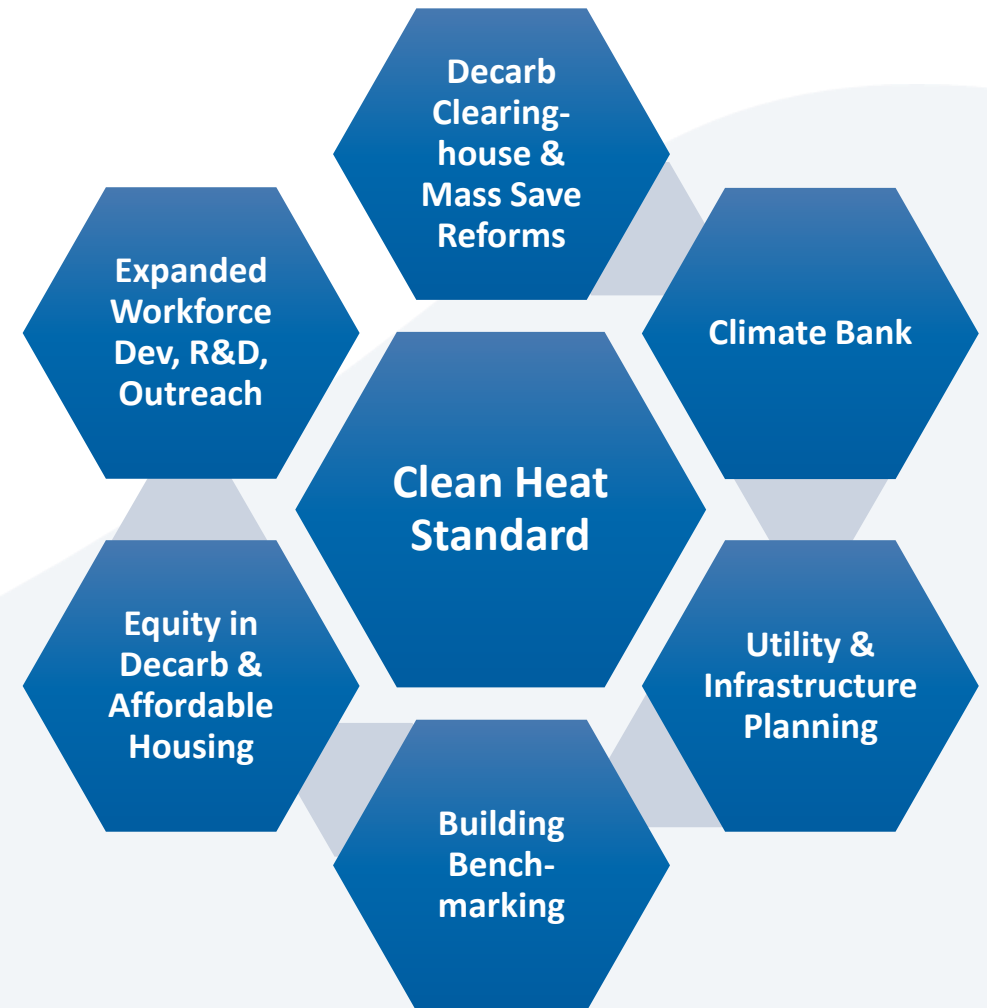 Decarb
Clearing-
house &
Mass Save
Reforms
Climate Bank
Utility &
Infrastructure
Planning
Building
Bench-
marking
Equity in
Decarb &
Affordable
Housing
Expanded
Workforce
Dev, R&D,
Outreach
Clean Heat
Standard